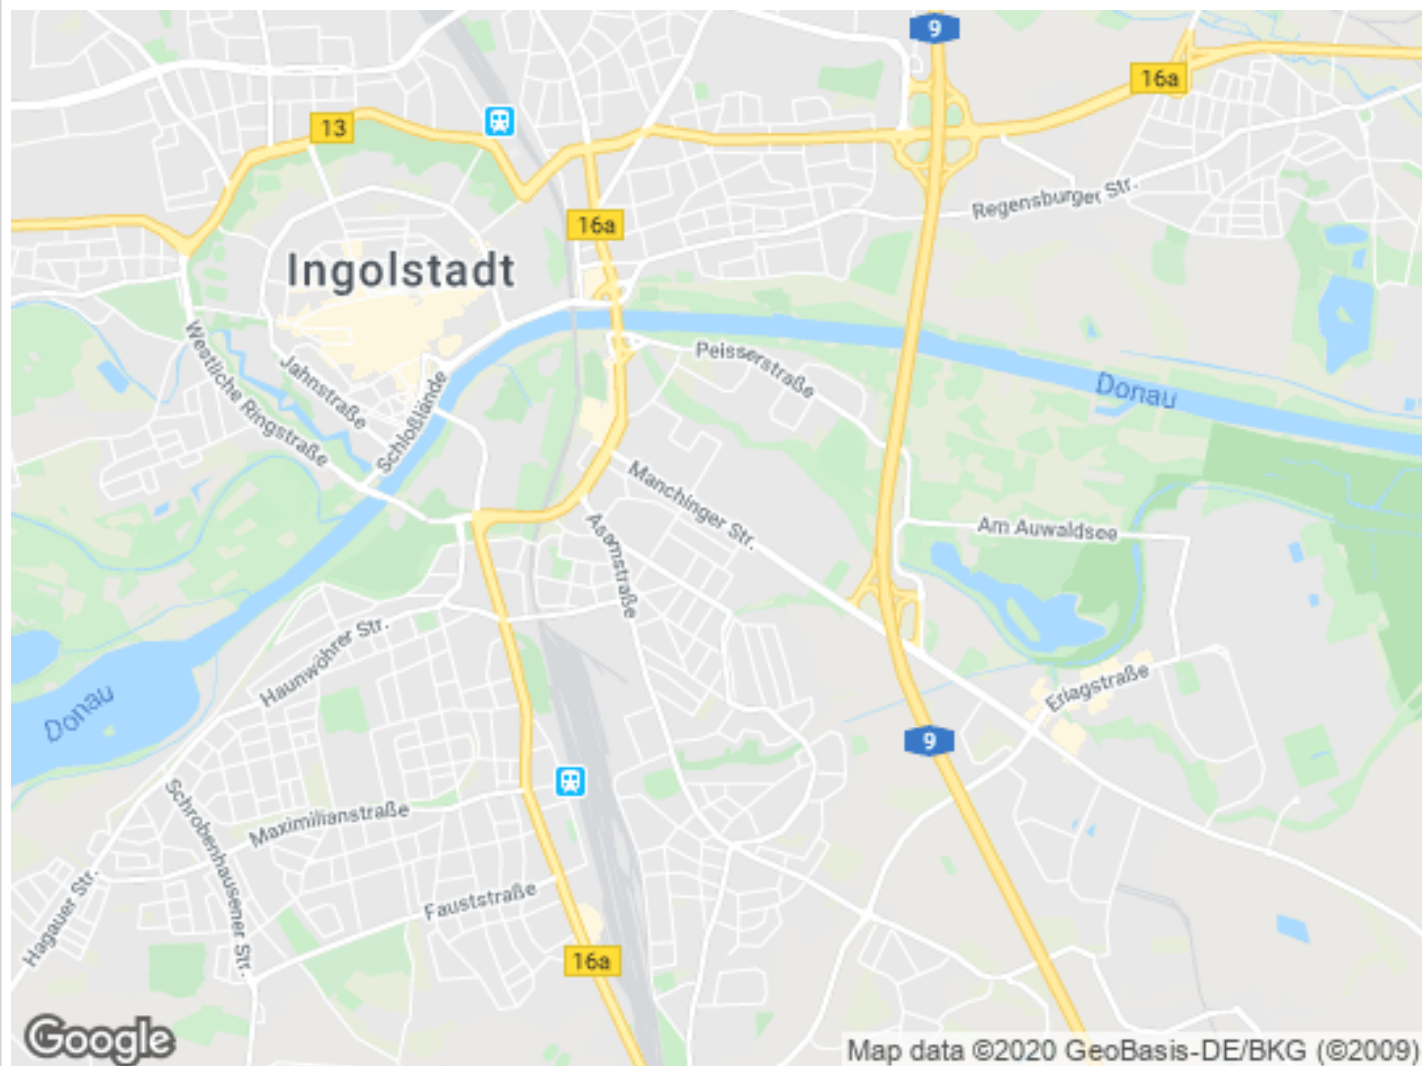 9
16a
13
Regensburger Str.
16a
Ingolstadt
Westliche Ringstraße
Jahnstraße
Schloßlände
Peisserstraße
Donau
Manchinger Str.
Asamstraße
Am Auwaldsee
Haunwöhrer Str.
Donau
Eriagstraße
9
Schrobenhausener Str.
Maximilianstraße
Hagauer Str.
Fauststraße
16a
Google
Map data ©2020 GeoBasis-DE/BKG (©2009)